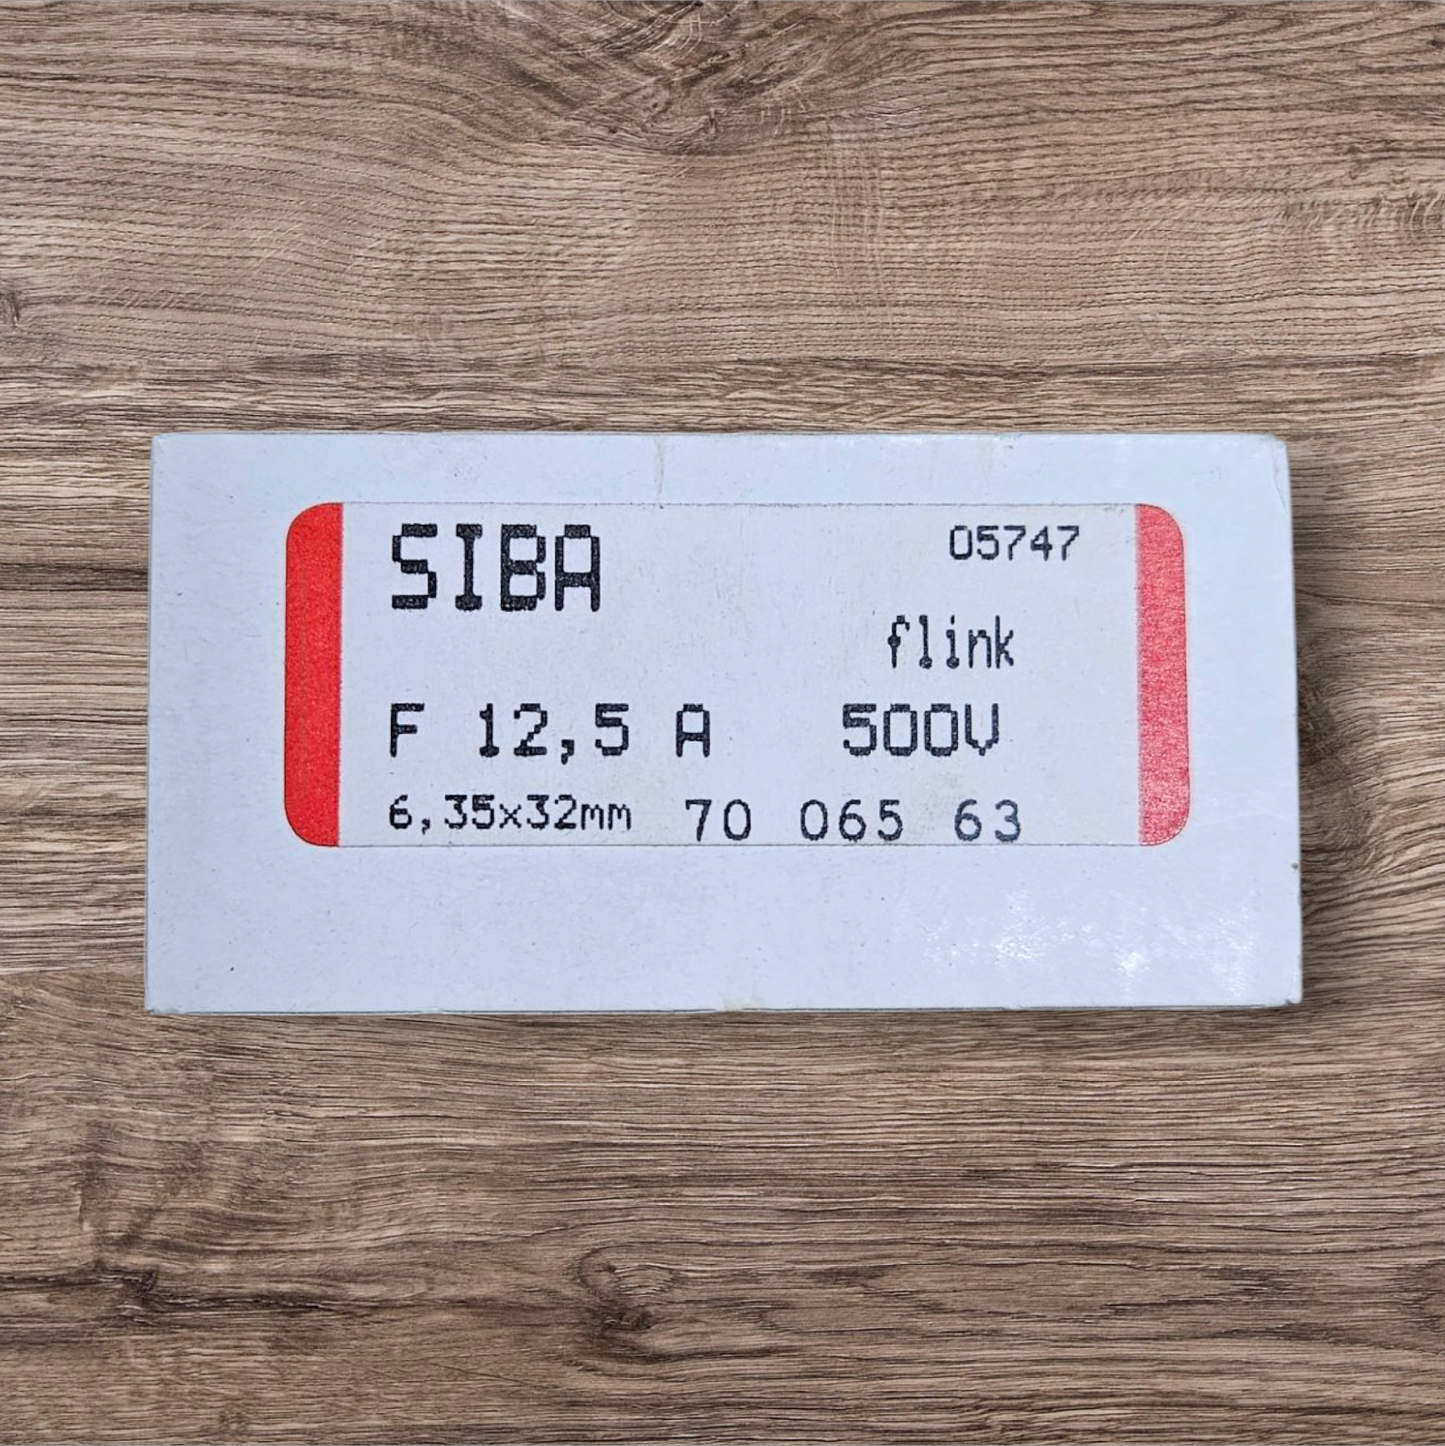 SIBA
05747
flink
F 12,5 A 500V
6,35x32mm 70 065 63